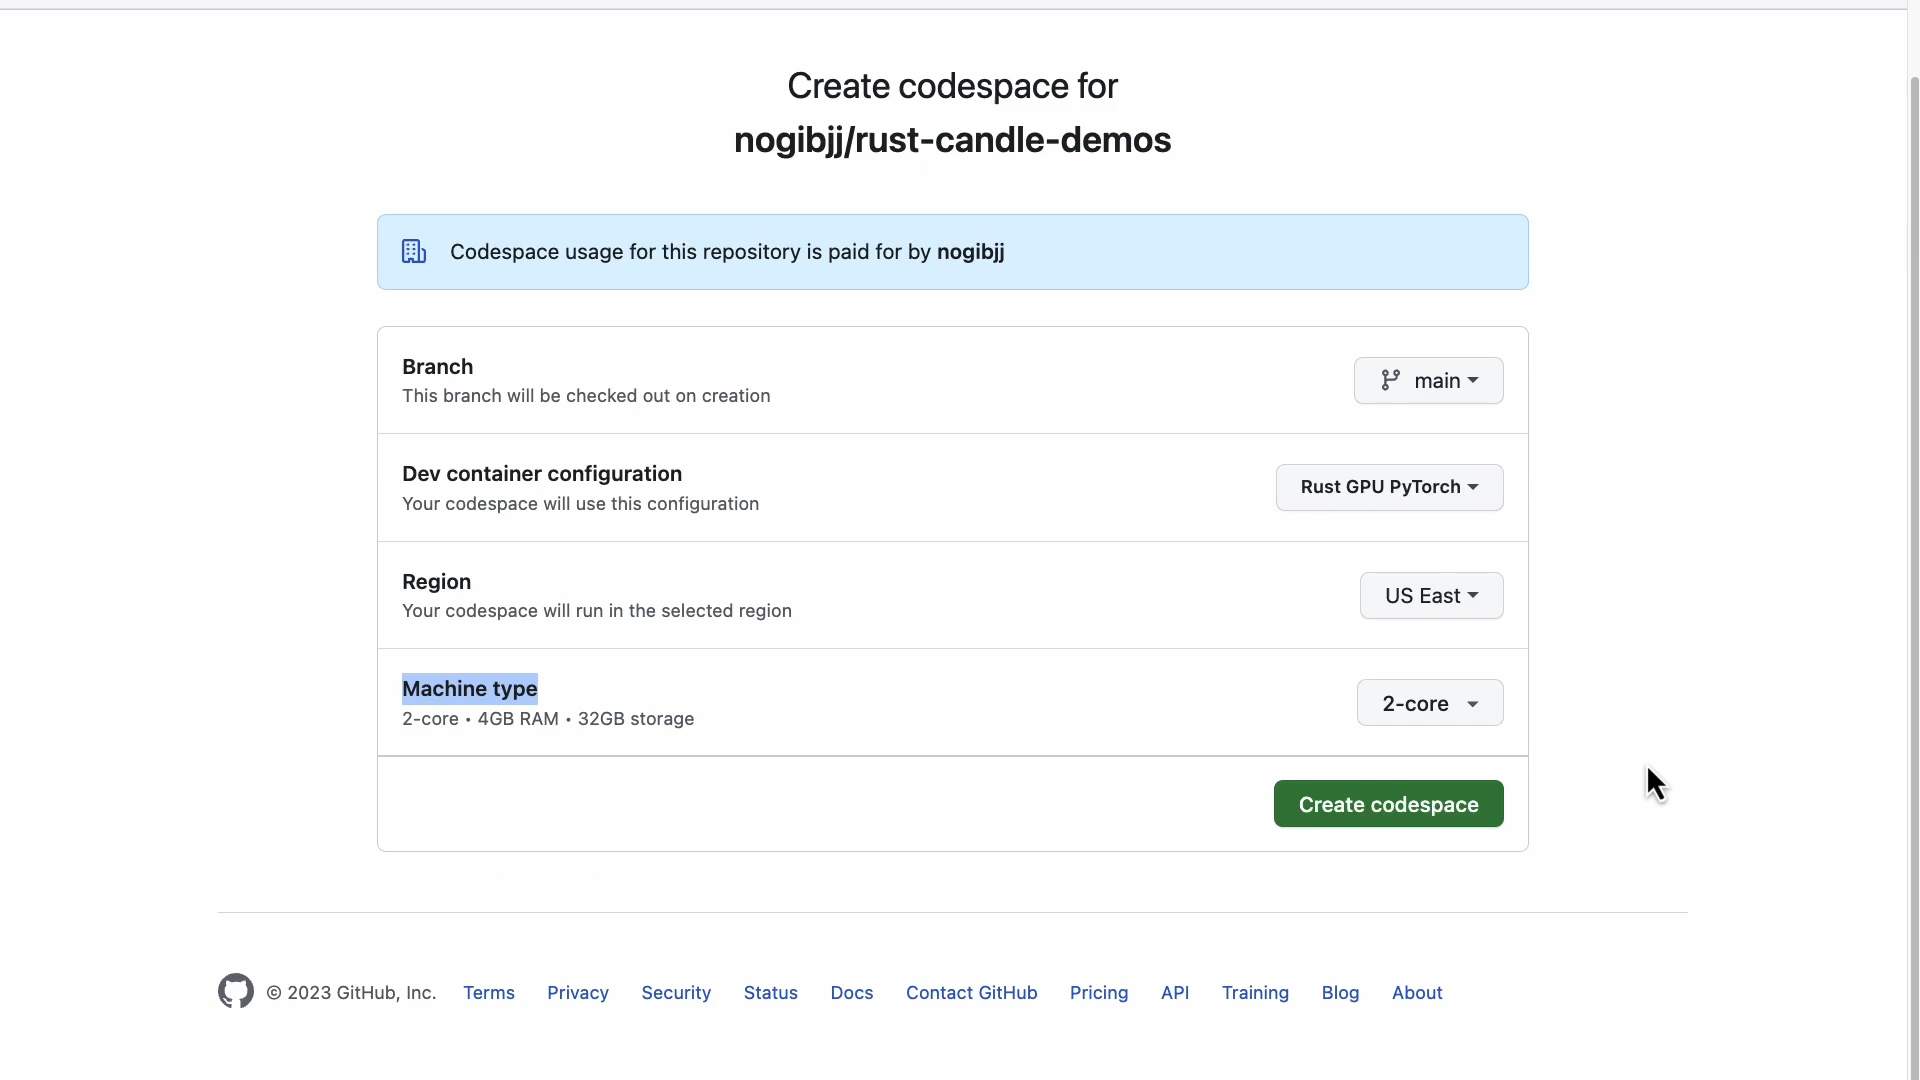 Create codespace for
nogibjj/rust-candle-demos
Codespace usage for this repository is paid for by nogibjj
Branch
This branch will be checked out on creation
main
Dev container configuration
Your codespace will use this configuration
Rust GPU PyTorch
Region
Your codespace will run in the selected region
US East
Machine type
2-core • 4GB RAM • 32GB storage
2-core
Create codespace
© 2023 GitHub, Inc. Terms Privacy Security Status Docs Contact GitHub Pricing API Training Blog About